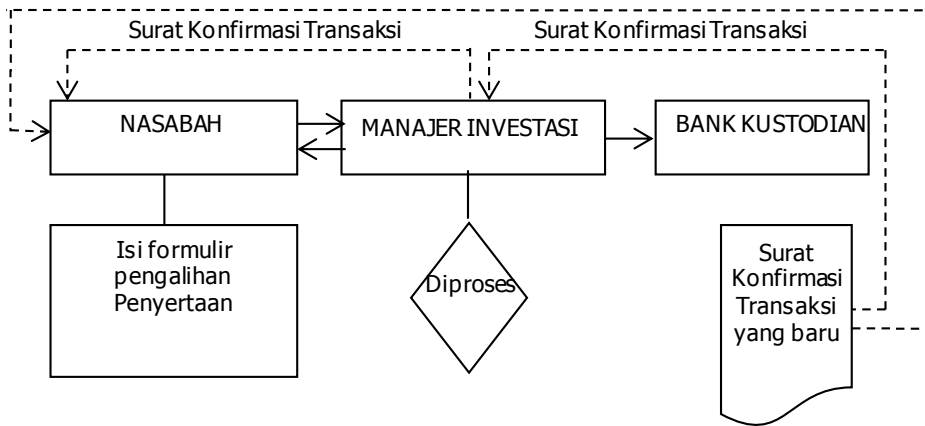 Surat Konfirmasi Transaksi
Surat Konfirmasi Transaksi
NASABAH
MANAJER INVESTASI
BANK KUSTODIAN
Isi formulir
pengalihan
Penyertaan
Diproses
Surat
Konfirmasi
Transaksi
yang baru